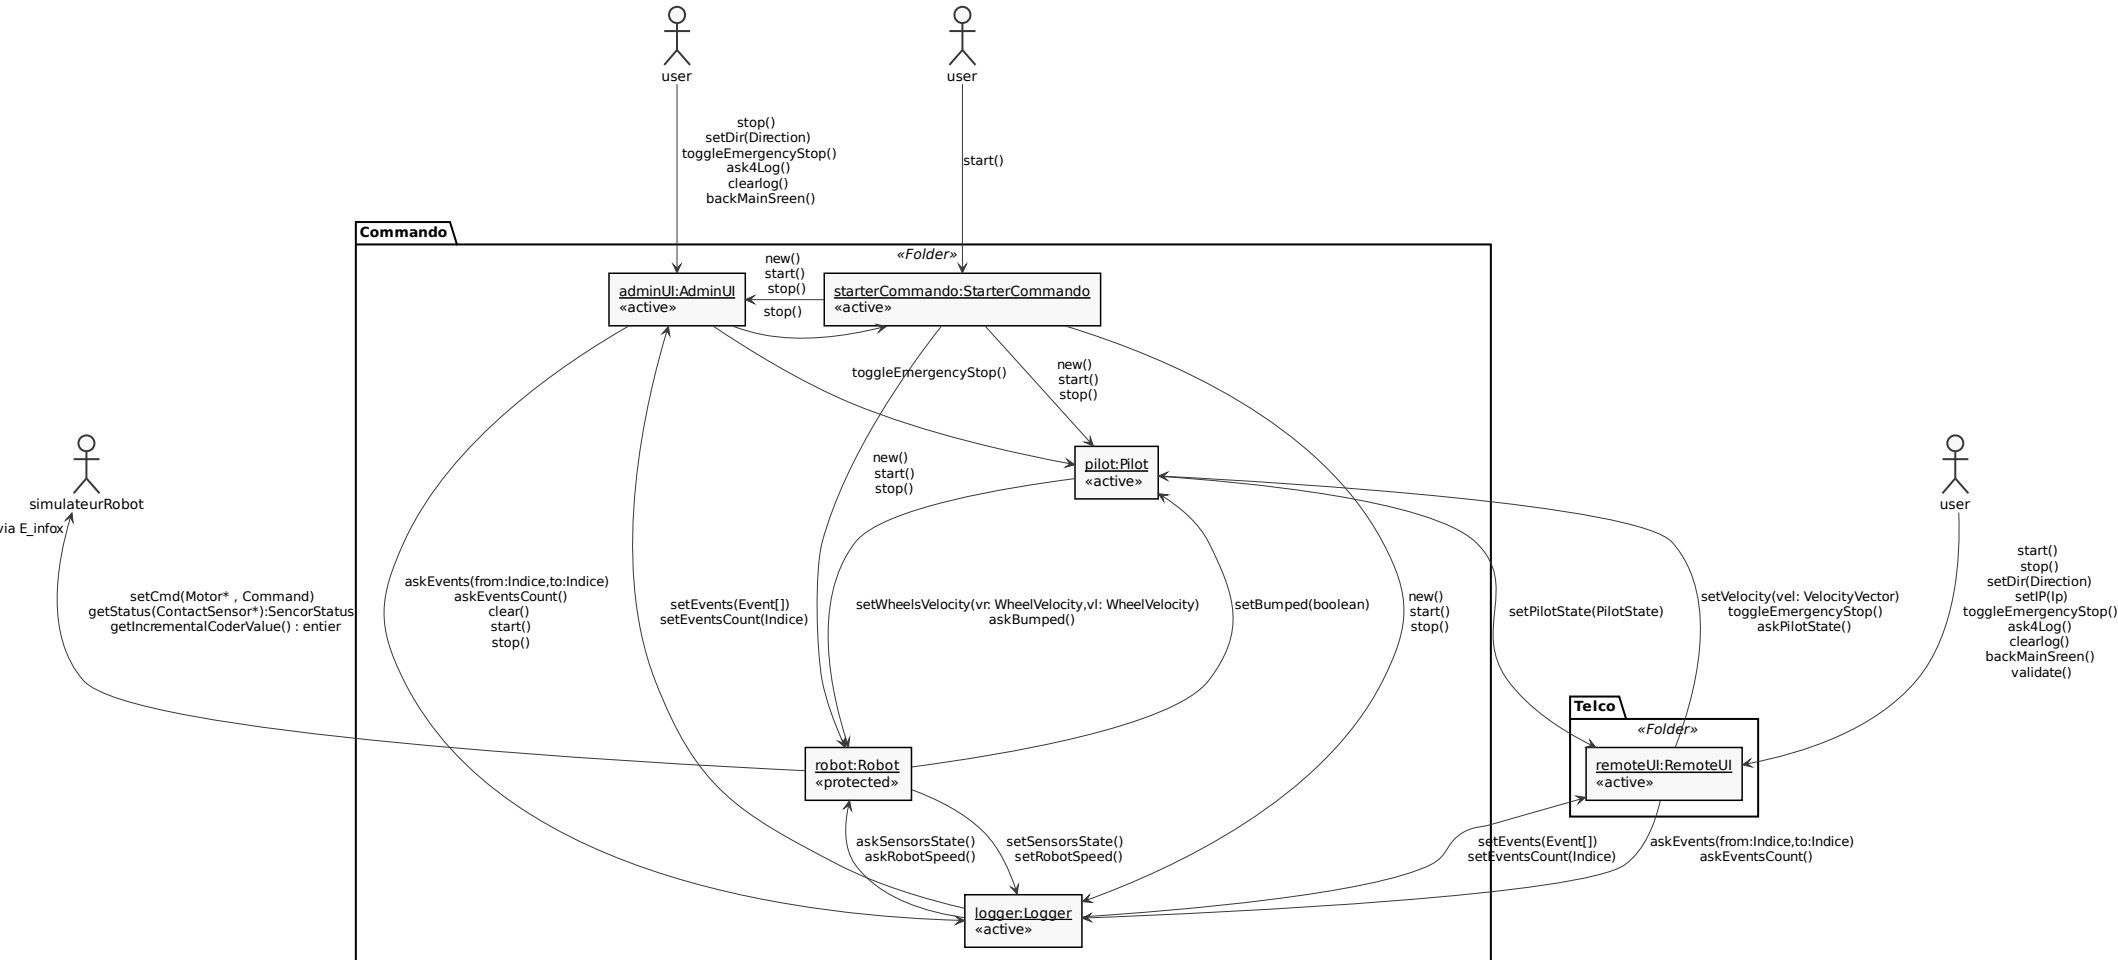 user
user
stop()
setDir(Direction)
toggleEmergencyStop()
ask4Log()
clearlog()
backMainSreen()
start()
Commando
«Folder»
new()
start()
stop()
adminUI:AdminUI
«active»
starterCommando:StarterCommando
«active»
stop()
toggleEmergencyStop()
new()
start()
stop()
new()
start()
stop()
pilot:Pilot
«active»
simulateurRobot
via E_infox
user
setCmd(Motor* , Command)
getStatus(ContactSensor*):SencorStatus
getIncrementalCoderValue() : entier
askEvents(from:Indice,to:Indice)
askEventsCount()
clear()
start()
stop()
setEvents(Event[])
setEventsCount(Indice)
setWheelsVelocity(vr: WheelVelocity,vl: WheelVelocity)
askBumped()
setBumped(boolean)
new()
start()
stop()
setPilotState(PilotState)
setVelocity(vel: VelocityVector)
toggleEmergencyStop()
askPilotState()
start()
stop()
setDir(Direction)
setIP(Ip)
toggleEmergencyStop()
ask4Log()
clearlog()
backMainSreen()
validate()
Telco
«Folder»
robot:Robot
«protected»
remoteUI:RemoteUI
«active»
askSensorsState()
askRobotSpeed()
setSensorsState()
setRobotSpeed()
setEvents(Event[])
setEventsCount(Indice)
askEvents(from:Indice,to:Indice)
askEventsCount()
logger:Logger
«active»